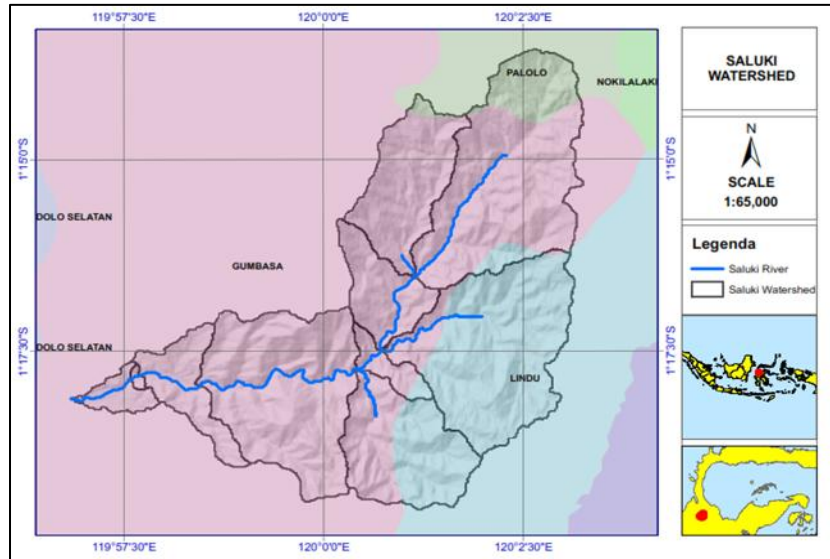 119°57'30"E 120°0'0"E 120°2'30"E
PALOLO
NOKILALAKI
1°15'0"S 1°15'0"S
DOLO SELATAN
GUMBASA
DOLO SELATAN
1°17'30"S 1°17'30"S
LINDU
119°57'30"E 120°0'0"E 120°2'30"E
SALUKI
WATERSHED
N
SCALE
1:65,000
Legenda
Saluki River
Saluki Watershed